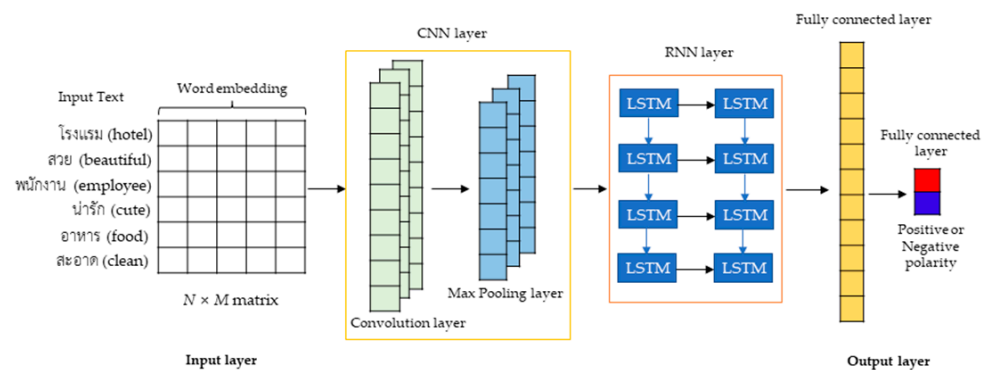 Fully connected layer
CNN layer
RNN layer
Input Text
Word embedding
โรงแรม (hotel)
สวย (beautiful)
พนักงาน (employee)
น่ารัก (cute)
อาหาร (food)
สะอาด (clean)
N × M matrix
Convolution layer
Max Pooling layer
LSTM LSTM
LSTM LSTM
LSTM LSTM
LSTM LSTM
Fully connected
layer
Positive or
Negative
polarity
Input layer
Output layer